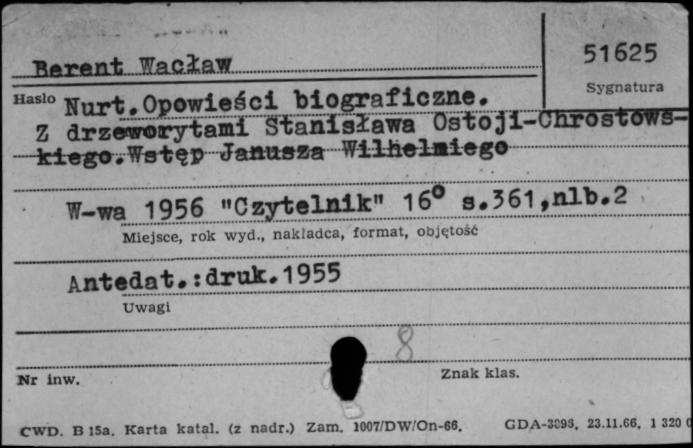 Berent Wacław
51625
Sygnatura
Hasło Nurt.Opowieści biograficzne.
Z drzeworytami Stanisława Ostoji-Chrostows-
kiego.Wstęp Janusza Wilhelmiego
W-wa 1956 "Czytelnik" 16° s.361,nlb.2
Miejsce, rok wyd., nakładca, format, objętość
Antedat.:druk.1955
Uwagi
8
Nr inw.
Znak klas.
CWD. B 15a. Karta katal. (z nadr.) Zam. 1007/DW/On-66. GDA-3096. 23.11.66. 1 320